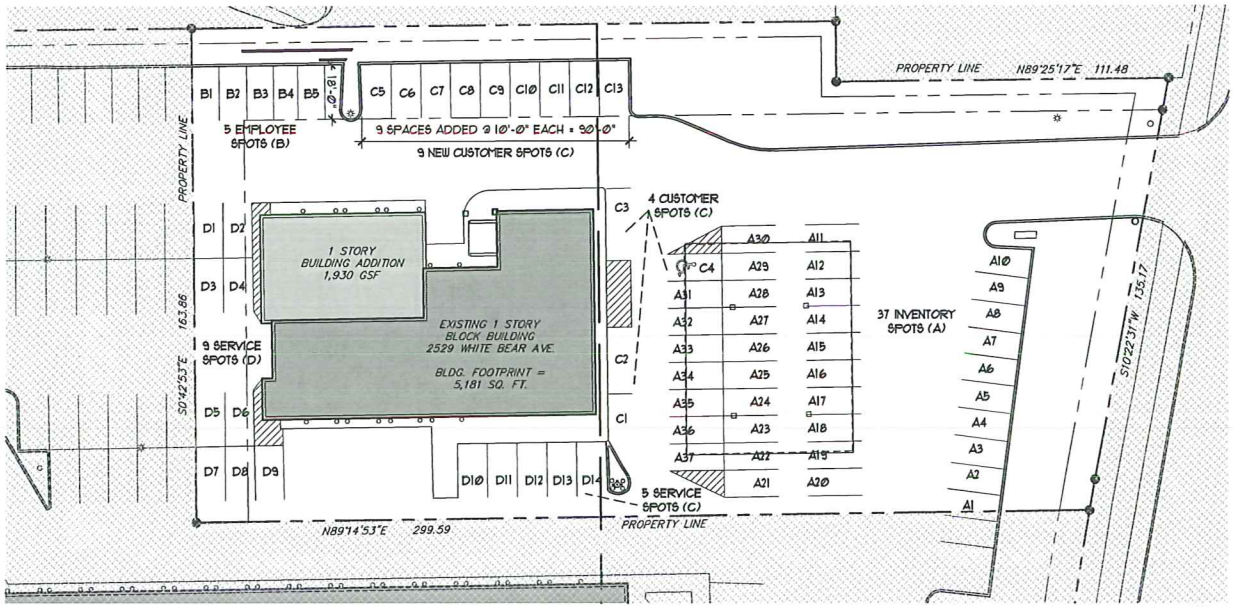 PROPERTY LINE N89°25'17"E 111.48
B1 B2 B3 B4 B5
18'-0"
C5 C6 C7 C8 C9 C10 C11 C12 C13
5 EMPLOYEE
SPOTS (B)
9 SPACES ADDED @ 10'-0" EACH = 90'-0"
9 NEW CUSTOMER SPOTS (C)
PROPERTY LINE
S0°42'53"E 163.86
D1 D2
D3 D4
9 SERVICE
SPOTS (D)
D5 D6
D7 D8 D9
1 STORY
BUILDING ADDITION
1,930 GSF
EXISTING 1 STORY
BLOCK BUILDING
2529 WHITE BEAR AVE.
BLDG. FOOTPRINT =
5,181 SQ. FT.
D10 D11 D12 D13 D14
5 SERVICE
SPOTS (C)
4 CUSTOMER
SPOTS (C)
C3
C4
C2
C1
A31
A32
A33
A34
A35
A36
A37
A30 A11
A29 A12
A28 A13
A27 A14
A26 A15
A25 A16
A24 A17
A23 A18
A22 A19
A21 A20
37 INVENTORY
SPOTS (A)
A10
A9
A8
A7
A6
A5
A4
A3
A2
A1
S10°22'31"W 135.17
N89°14'53"E 299.59
PROPERTY LINE